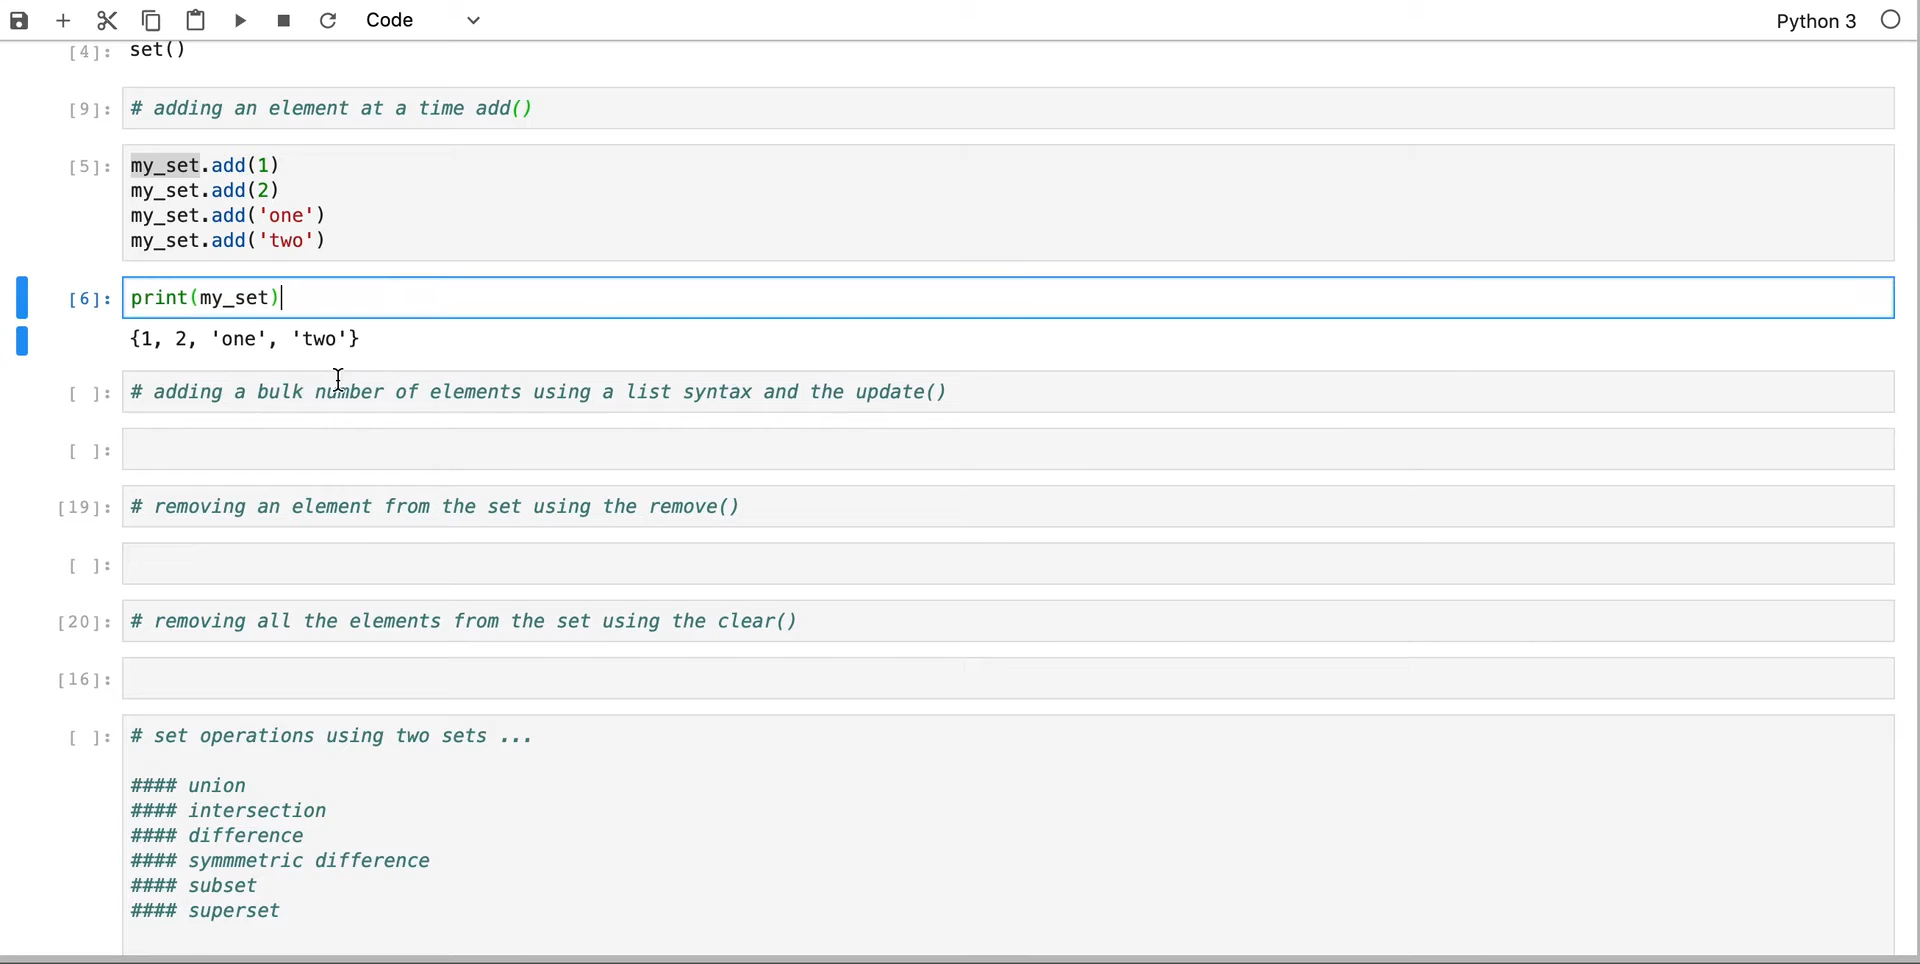 Code
Python 3
[4]: set()
[9]: # adding an element at a time add()
[5]: my_set.add(1)
my_set.add(2)
my_set.add('one')
my_set.add('two')
[6]: print(my_set)
{1, 2, 'one', 'two'}
[ ]: # adding a bulk number of elements using a list syntax and the update()
[ ]:
[19]: # removing an element from the set using the remove()
[ ]:
[20]: # removing all the elements from the set using the clear()
[16]:
[ ]: # set operations using two sets ...
#### union
#### intersection
#### difference
#### symmmetric difference
#### subset
#### superset